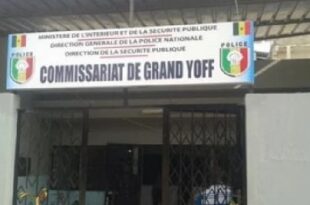 MINISTERE DE L'INTERIEUR ET DE LA SECURITE PUBLIQUE
DIRECTION GENERALE DE LA POLICE NATIONALE
DIRECTION DE LA SECURITE PUBLIQUE
POLICE
COMMISSARIAT DE GRAND YOFF
POLICE